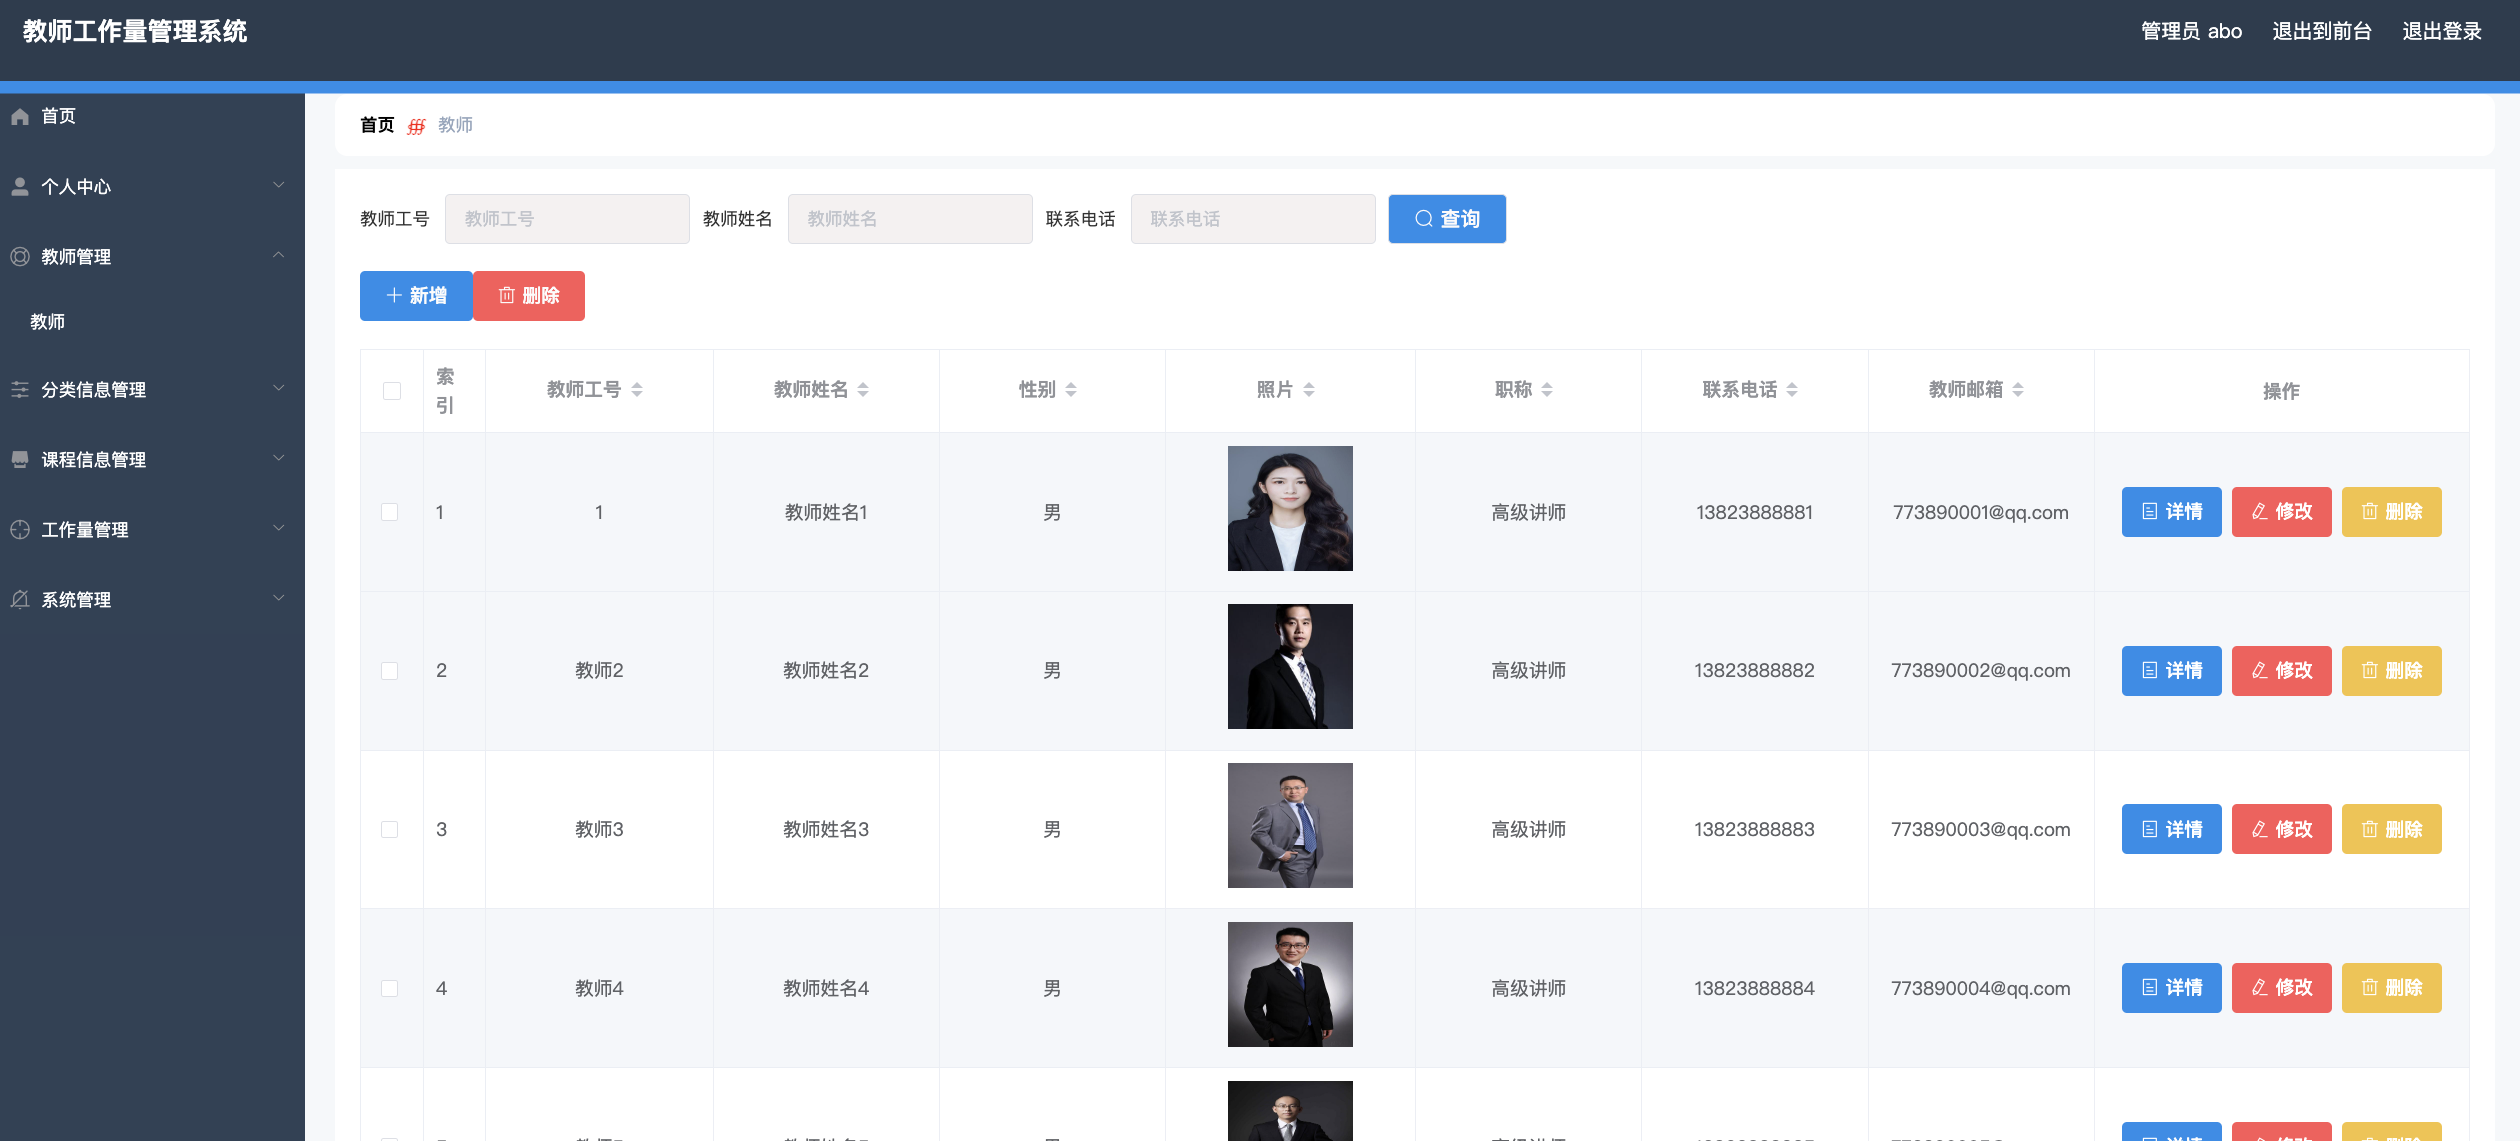 教师工作量管理系统
管理员 abo 退出到前台 退出登录
首页
个人中心
教师管理
教师
分类信息管理
课程信息管理
工作量管理
系统管理
首页 教师
教师工号 教师工号 教师姓名 教师姓名 联系电话 联系电话 查询
新增 删除
索引 教师工号 教师姓名 性别 照片 职称 联系电话 教师邮箱 操作
1 1 教师姓名1 男 高级讲师 13823888881 773890001@qq.com 详情 修改 删除
2 教师2 教师姓名2 男 高级讲师 13823888882 773890002@qq.com 详情 修改 删除
3 教师3 教师姓名3 男 高级讲师 13823888883 773890003@qq.com 详情 修改 删除
4 教师4 教师姓名4 男 高级讲师 13823888884 773890004@qq.com 详情 修改 删除